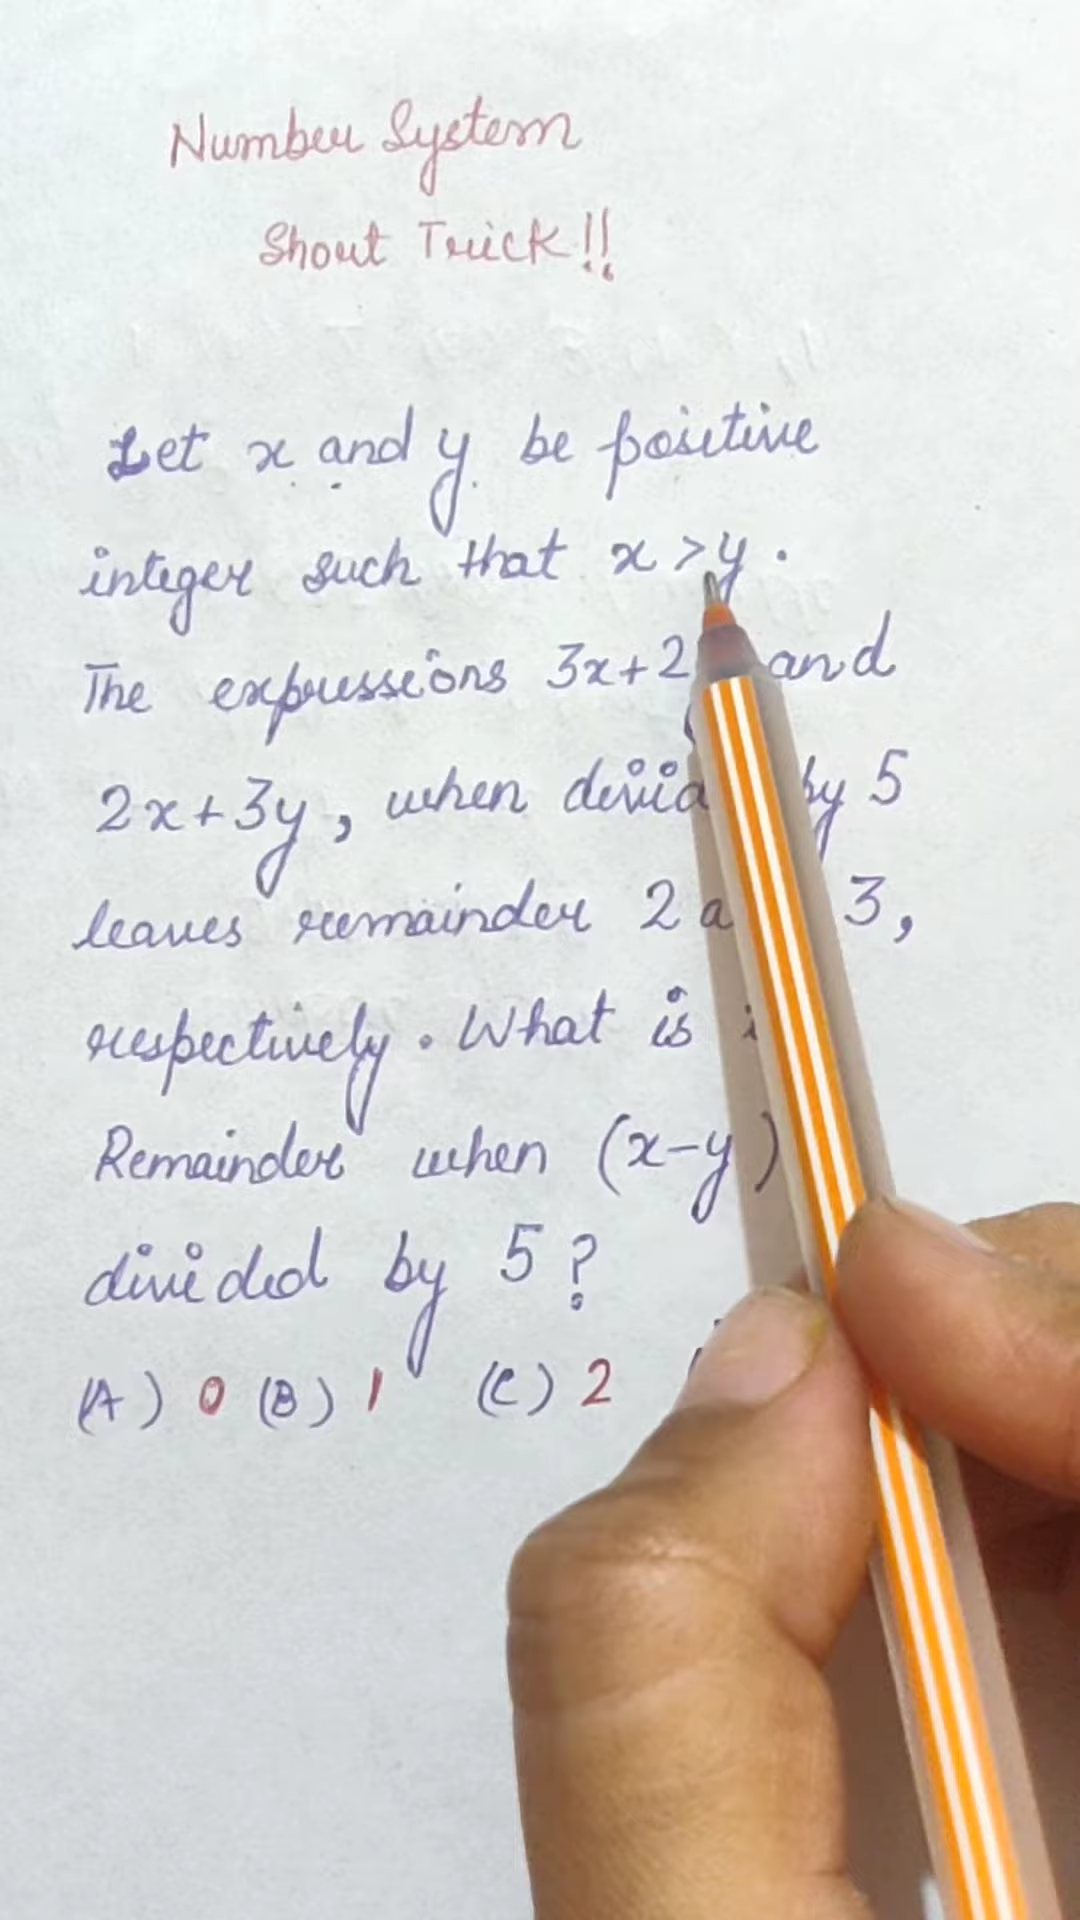 Number System
Short Trick!!
Let x and y be positive
integer such that x >y.
The expressions 3x+2 and
2x+3y, when by 5
leaves remainder 2 3,
respectively. What is
Remainder when (x-y)
divided by 5?
(A) 0 (B) 1 (C) 2